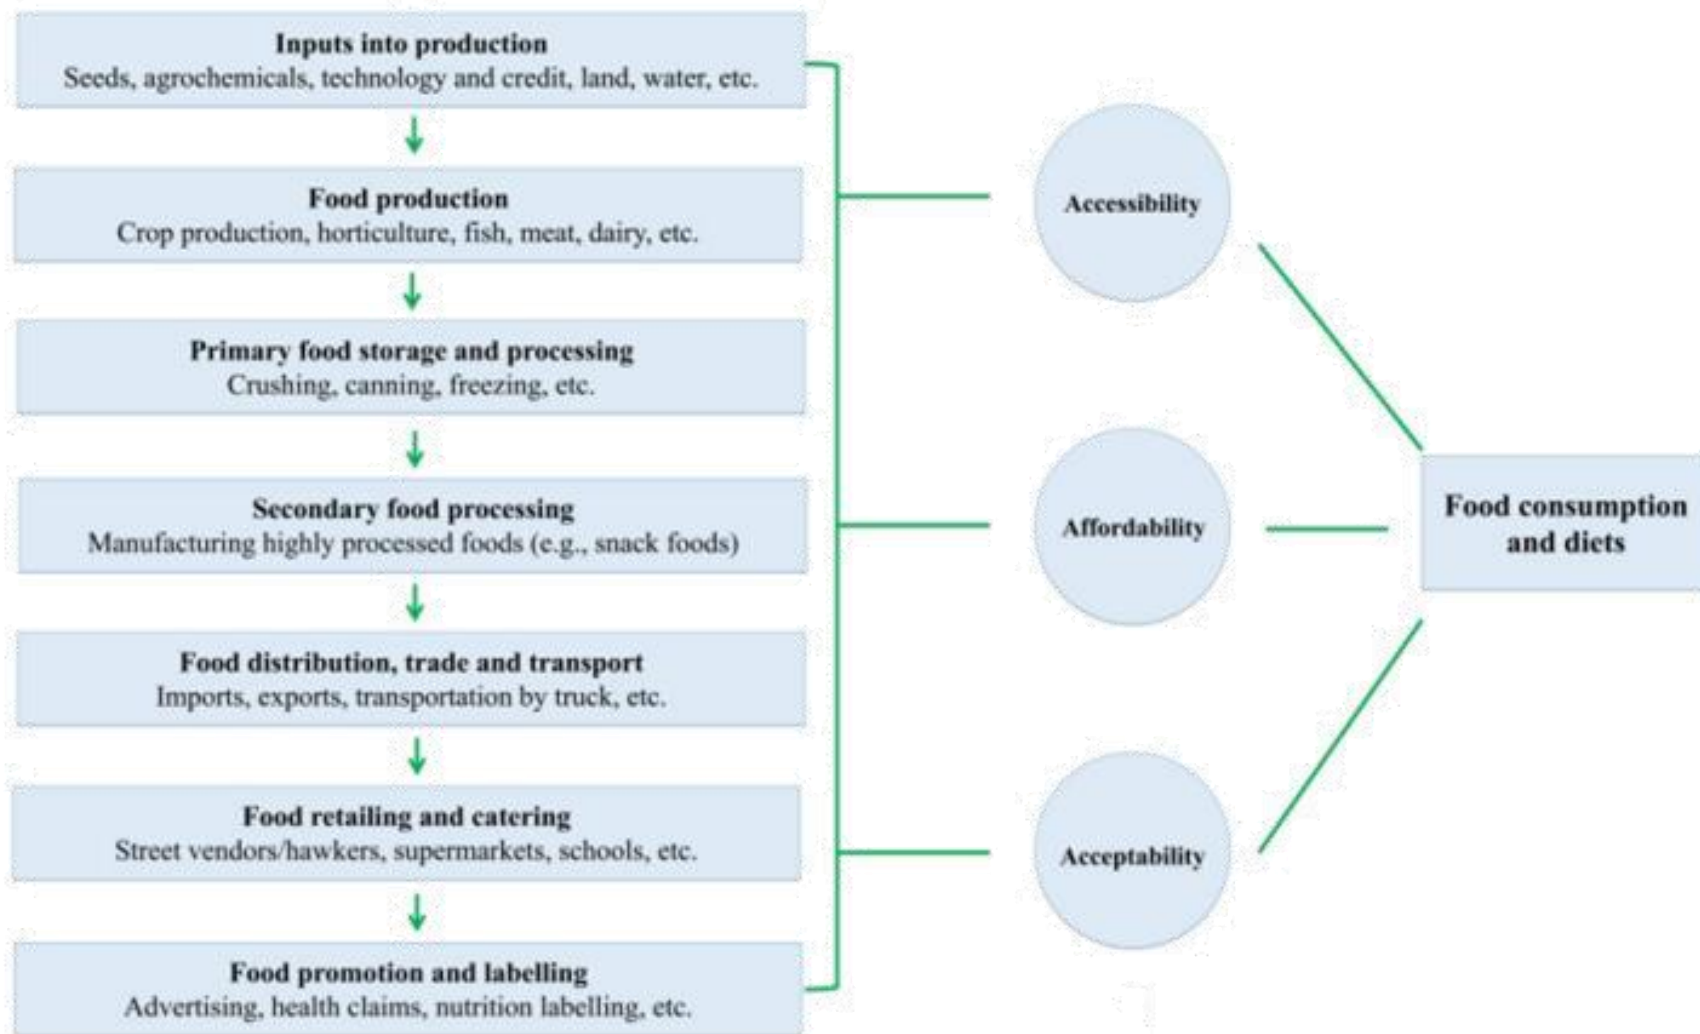 Inputs into production
Seeds, agrochemicals, technology and credit, land, water, etc.
Food production
Crop production, horticulture, fish, meat, dairy, etc.
Primary food storage and processing
Crushing, canning, freezing, etc.
Secondary food processing
Manufacturing highly processed foods (e.g., snack foods)
Food distribution, trade and transport
Imports, exports, transportation by truck, etc.
Food retailing and catering
Street vendors/hawkers, supermarkets, schools, etc.
Food promotion and labelling
Advertising, health claims, nutrition labelling, etc.
Accessibility
Affordability
Acceptability
Food consumption
and diets